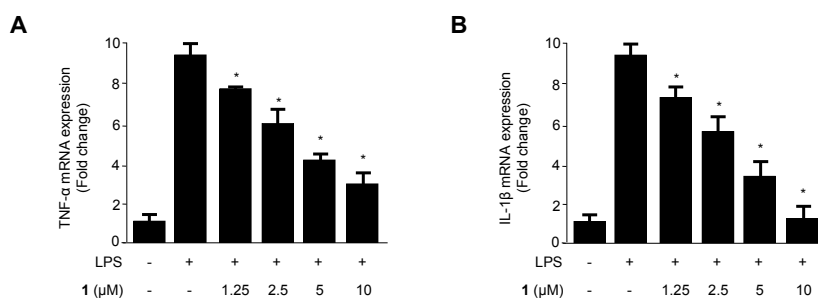 A
TNF-α mRNA expression
(Fold change)
10
8
6
4
2
0
* * * *
LPS - + + + + +
1 (μM) - - 1.25 2.5 5 10
B
IL-1β mRNA expression
(Fold change)
10
8
6
4
2
0
* * * *
LPS - + + + + +
1 (μM) - - 1.25 2.5 5 10